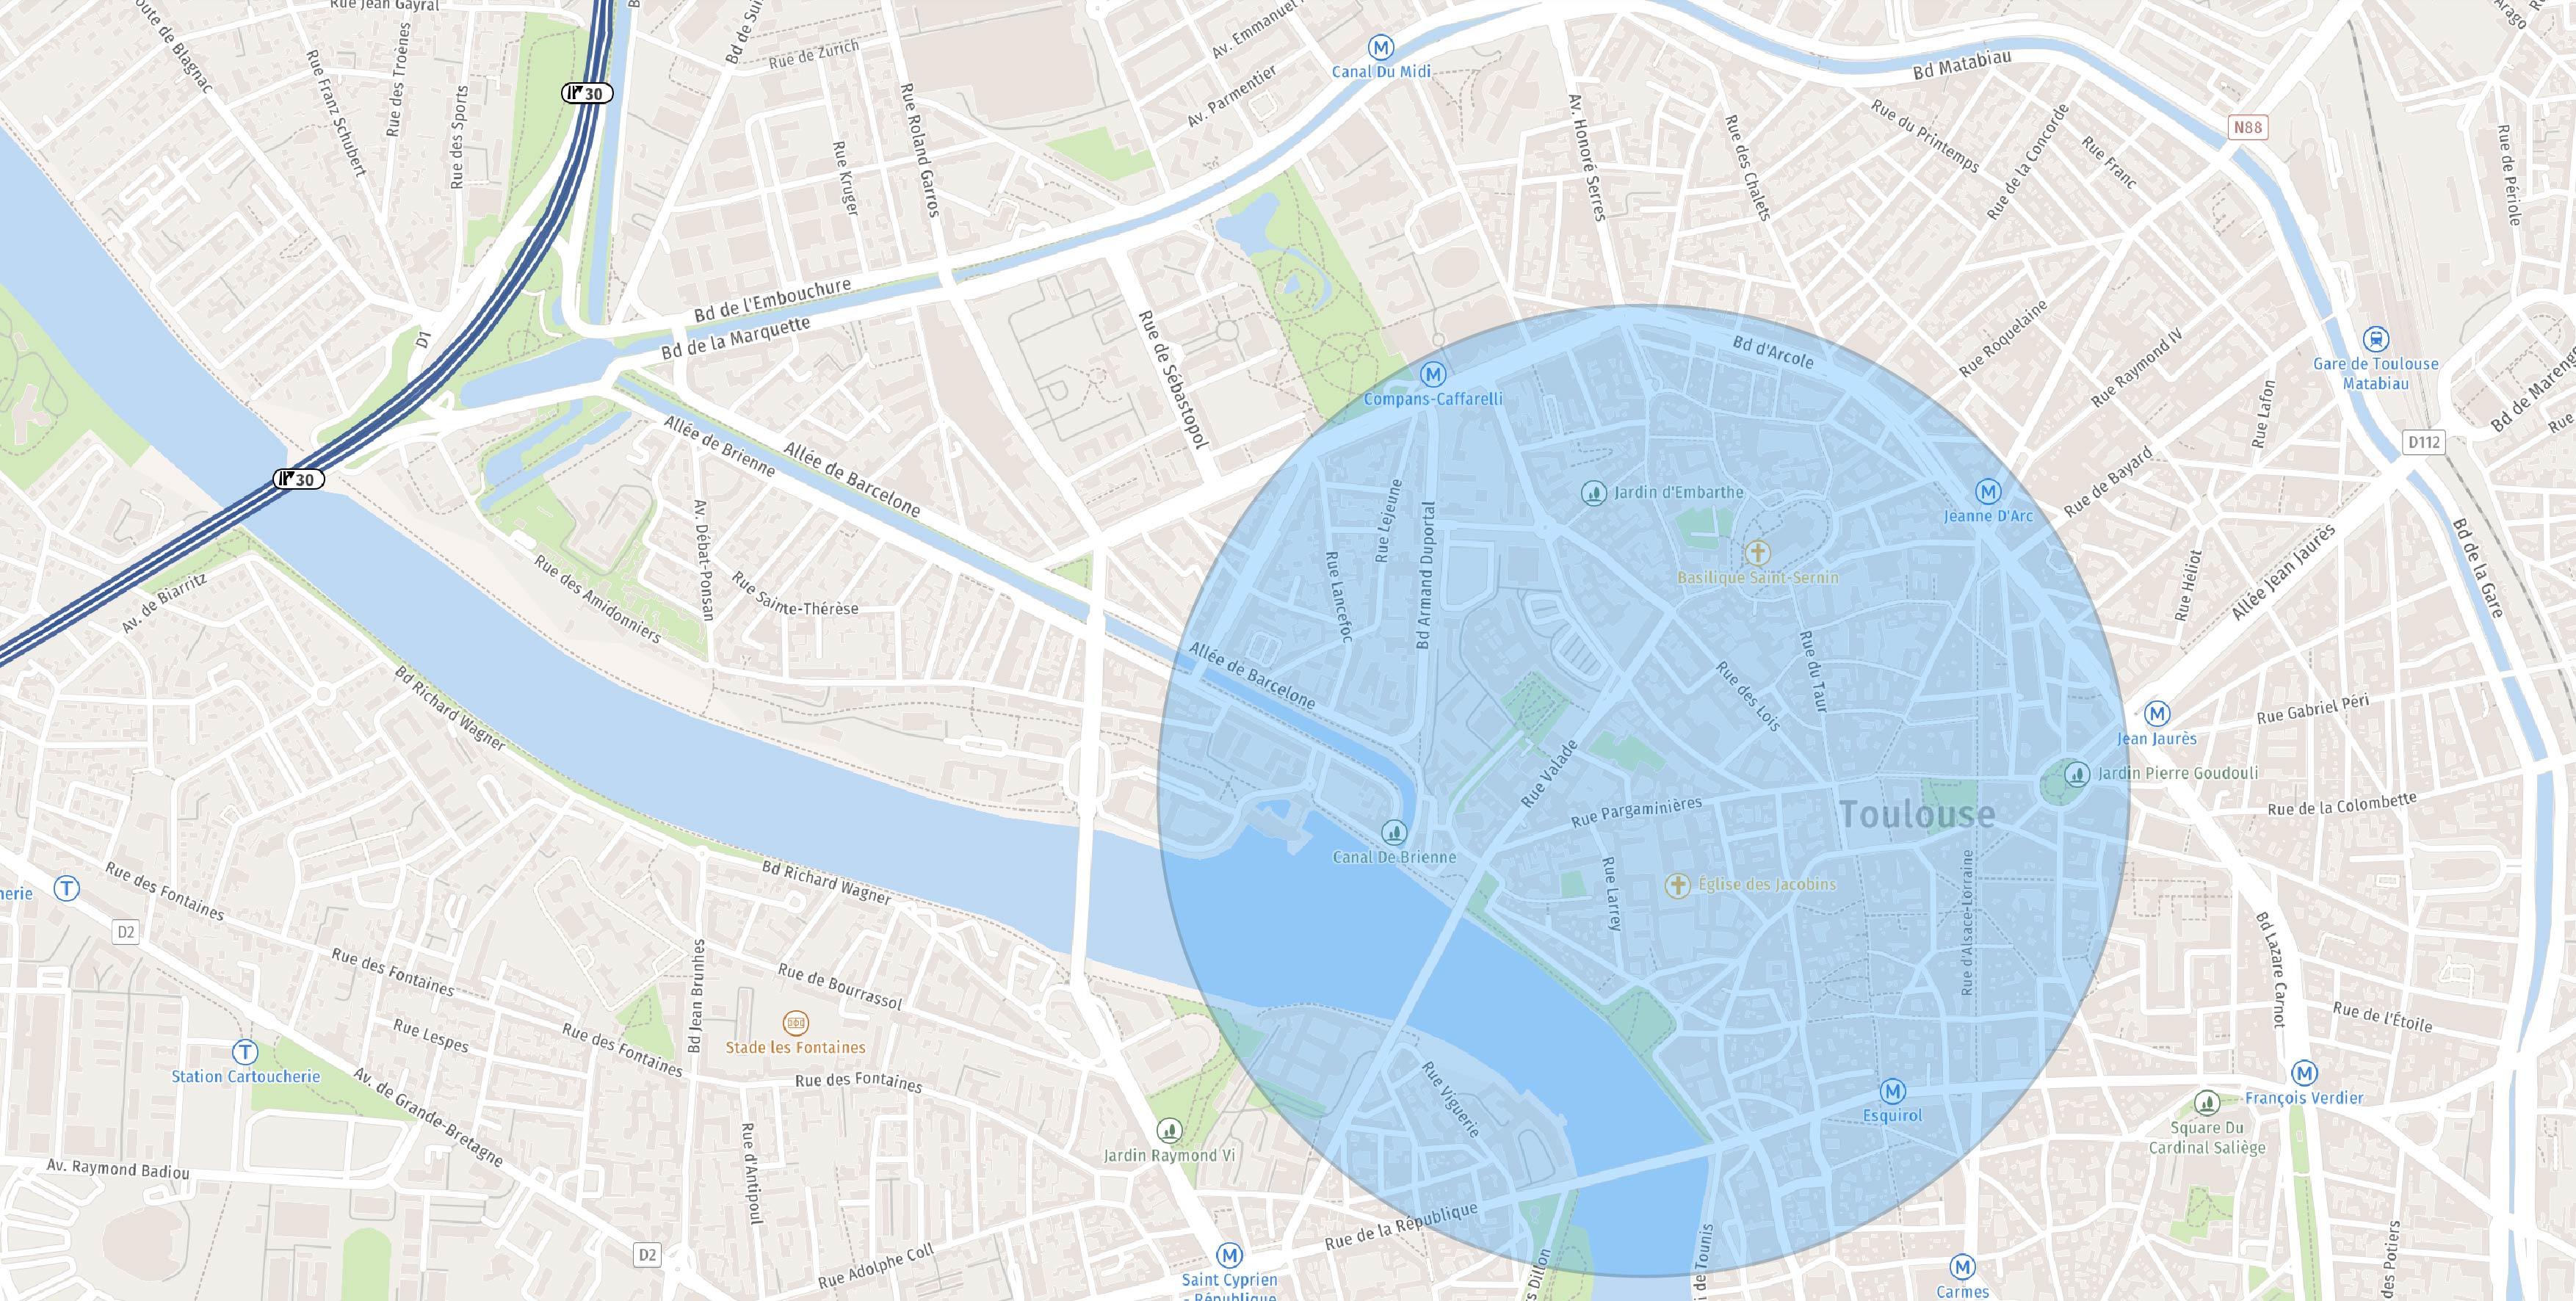 Rue Jean Gayral
Route de Blagnac
Rue Franz Schubert
Rue des Troènes
Rue des Sports
30
Rue de Zurich
Rue Kruger
Rue Roland Garros
Av. Parmentier
Canal Du Midi
Av. Honoré Serres
Rue des Chalets
Bd Matabiau
Rue du Printemps
Rue de la Concorde
Rue Franc
N88
Arago
Rue de Périole
D1
Bd de l'Embouchure
Bd de la Marquette
Rue de Sébastopol
Compans-Caffarelli
Bd d'Arcole
Rue Roquelaine
Rue Raymond IV
Rue Lafon
Gare de Toulouse
Matabiau
D112
30
Allée de Brienne
Allée de Barcelone
Av. Débat-Ponsan
Rue Lejeune
Bd Armand Duportal
Rue Lancefoc
Jardin d'Embarthe
Basilique Saint-Sernin
Jeanne D'Arc
Rue de Bayard
Rue Héliot
Allée Jean Jaurès
Bd de la Gare
Av. de Biarritz
Rue des Amidonniers
Rue Sainte-Thérèse
Bd Richard Wagner
Allée de Barcelone
Rue des Lois
Rue du Taur
Jean Jaurès
Rue Gabriel Péri
Rue Valade
Rue Pargaminières
Toulouse
Jardin Pierre Goudouli
Rue de la Colombette
Canal De Brienne
Rue Larrey
Église des Jacobins
Rue d'Alsace-Lorraine
Bd Lazare Carnot
Rue de l'Étoile
T
D2
Rue des Fontaines
Bd Richard Wagner
Rue des Fontaines
Rue Lespes
Rue des Fontaines
Bd Jean Brunhes
Rue de Bourrassol
Stade les Fontaines
Rue des Fontaines
T
Station Cartoucherie
Av. de Grande-Bretagne
Av. Raymond Badiou
Rue d'Antipoul
Jardin Raymond Vi
Rue Viguerie
Esquirol
François Verdier
Square Du
Cardinal Saliège
D2
Rue Adolphe Coll
Saint Cyprien
- République
Rue de la République
Dillon
de Tounis
Carmes
des Potiers